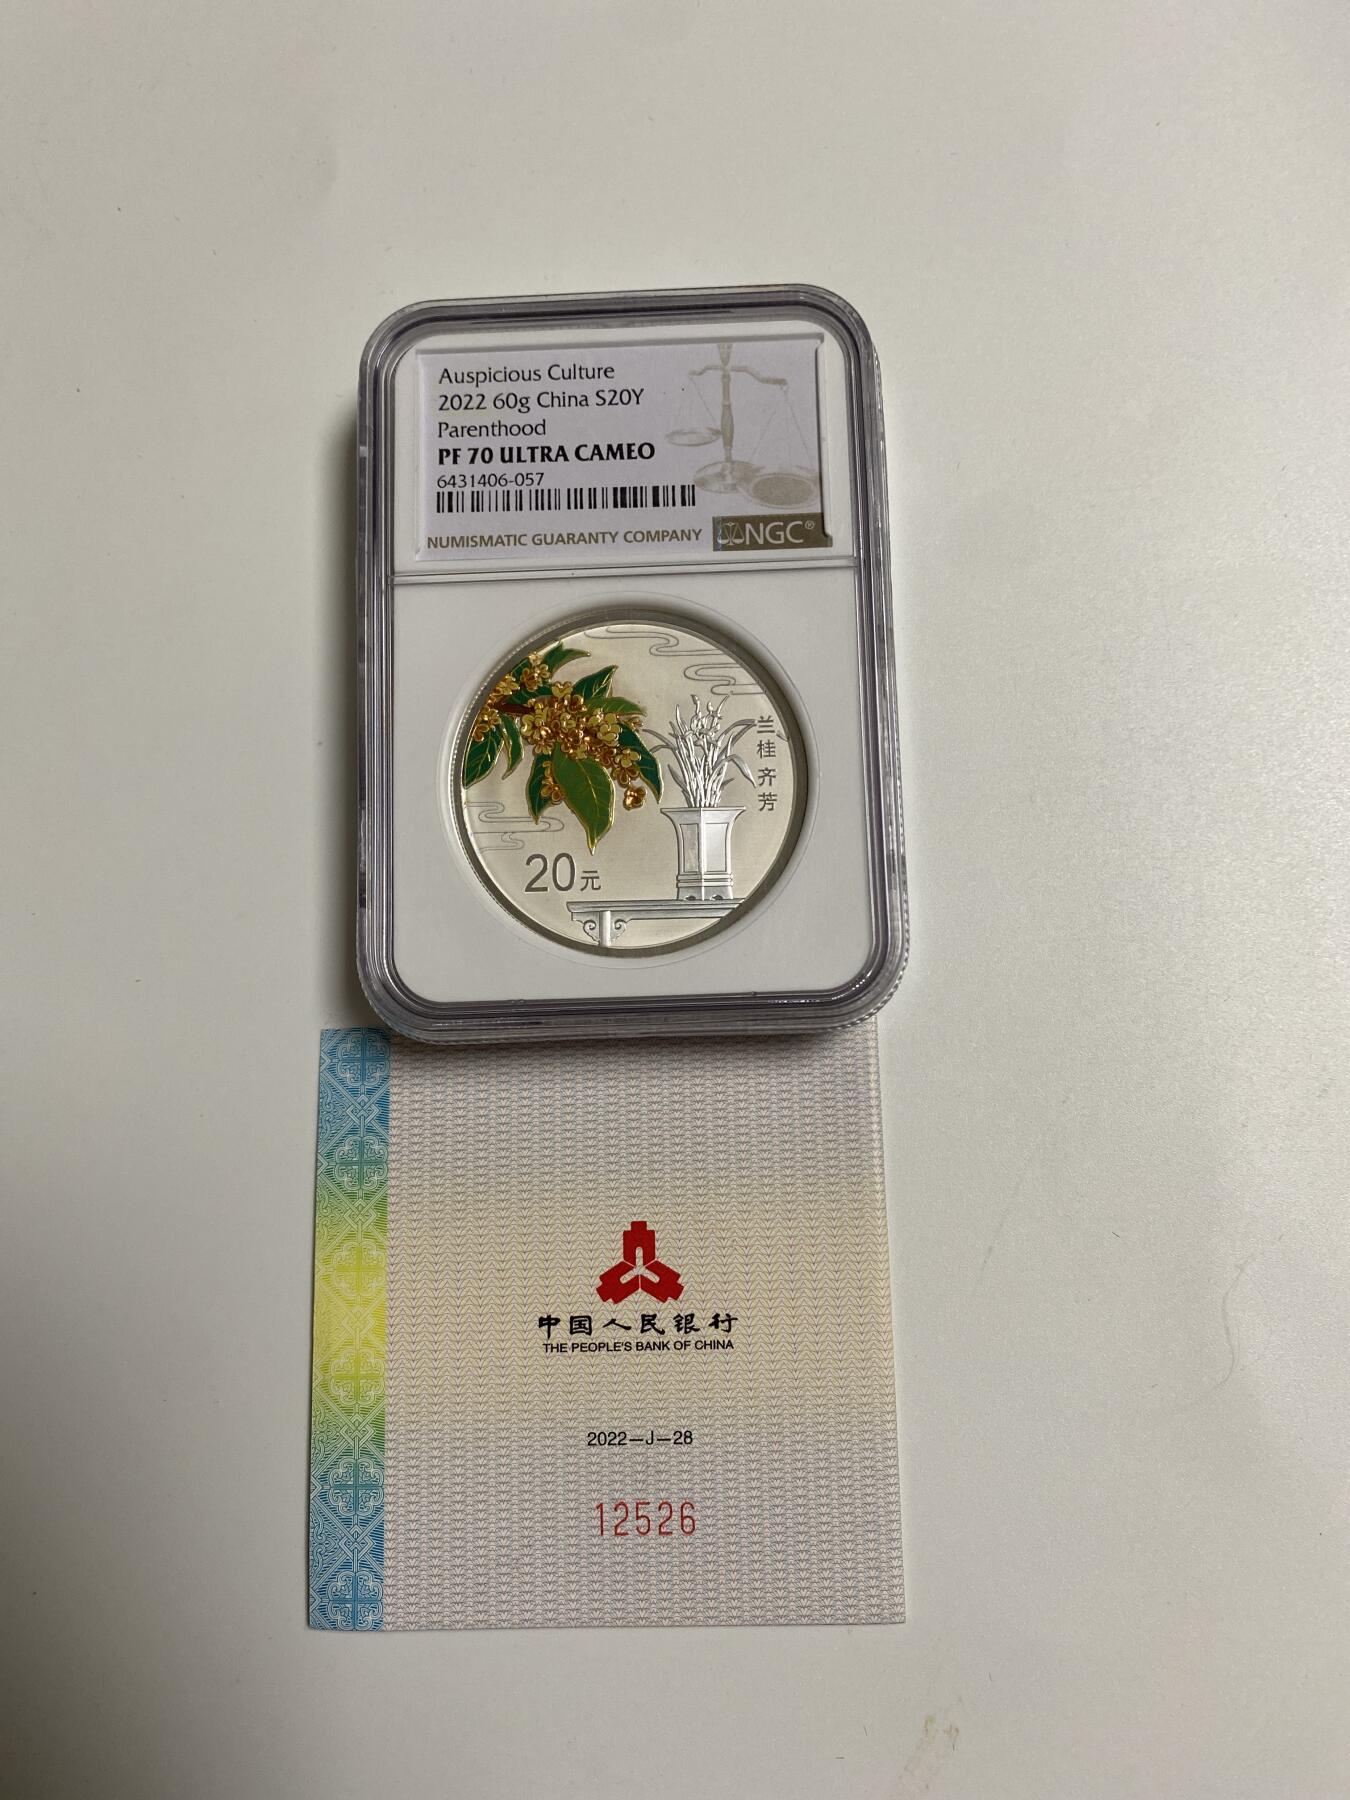 Auspicious Culture
2022 60g China S20Y
Parenthood
PF 70 ULTRA CAMEO
6431406-057
NUMISMATIC GUARANTY COMPANY
NGC®
兰桂齐芳
20元
中国人民银行
THE PEOPLE'S BANK OF CHINA
2022—J—28
12526